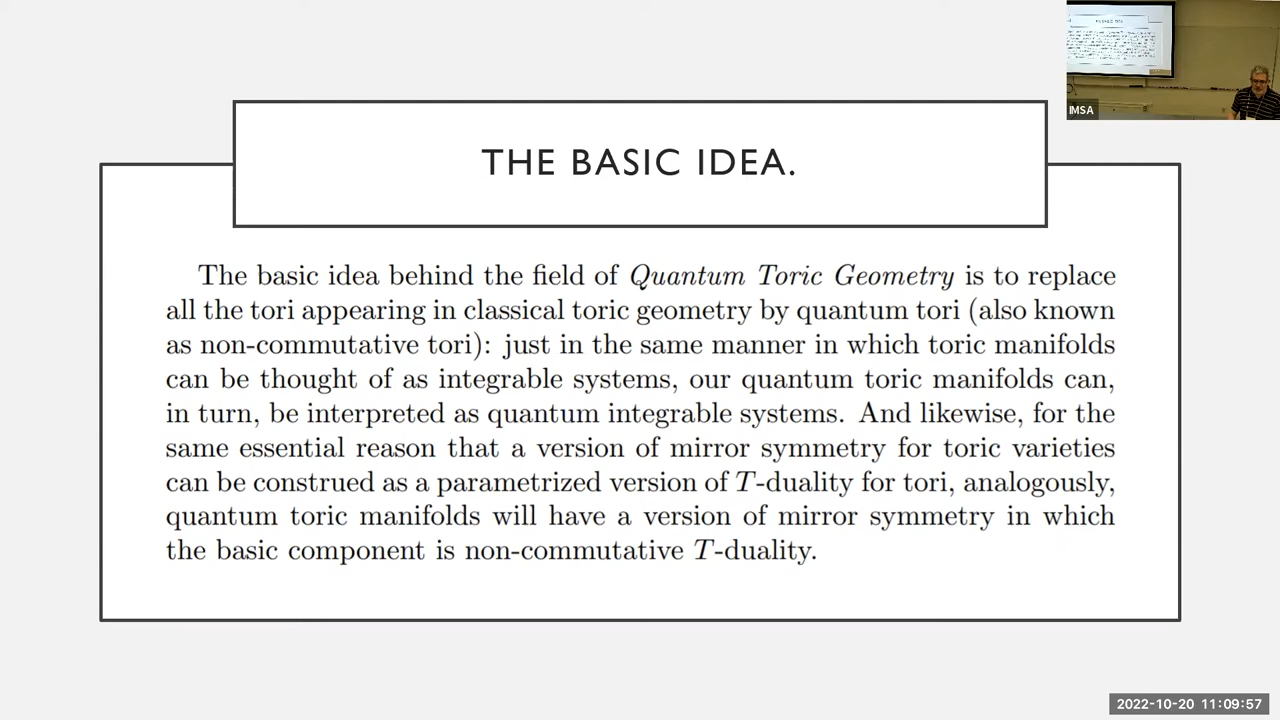 IMSA
THE BASIC IDEA.
The basic idea behind the field of Quantum Toric Geometry is to replace
all the tori appearing in classical toric geometry by quantum tori (also known
as non-commutative tori): just in the same manner in which toric manifolds
can be thought of as integrable systems, our quantum toric manifolds can,
in turn, be interpreted as quantum integrable systems. And likewise, for the
same essential reason that a version of mirror symmetry for toric varieties
can be construed as a parametrized version of T-duality for tori, analogously,
quantum toric manifolds will have a version of mirror symmetry in which
the basic component is non-commutative T-duality.
2022-10-20 11:09:57